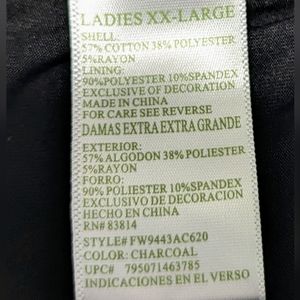 LADIES XX-LARGE
SHELL:
57% COTTON 38% POLYESTER
5%RAYON
LINING:
90%POLYESTER 10%SPANDEX
EXCLUSIVE OF DECORATION
MADE IN CHINA
FOR CARE SEE REVERSE
DAMAS EXTRA EXTRA GRANDE
EXTERIOR:
57% ALGODON 38% POLIESTER
5%RAYON
FORRO:
90% POLIESTER 10%SPANDEX
EXCLUSIVO DE DECORACION
HECHO EN CHINA
RN# 83814
STYLE# FW9443AC620
COLOR: CHARCOAL
UPC# 795071463785
INDICACIONES EN EL VERSO